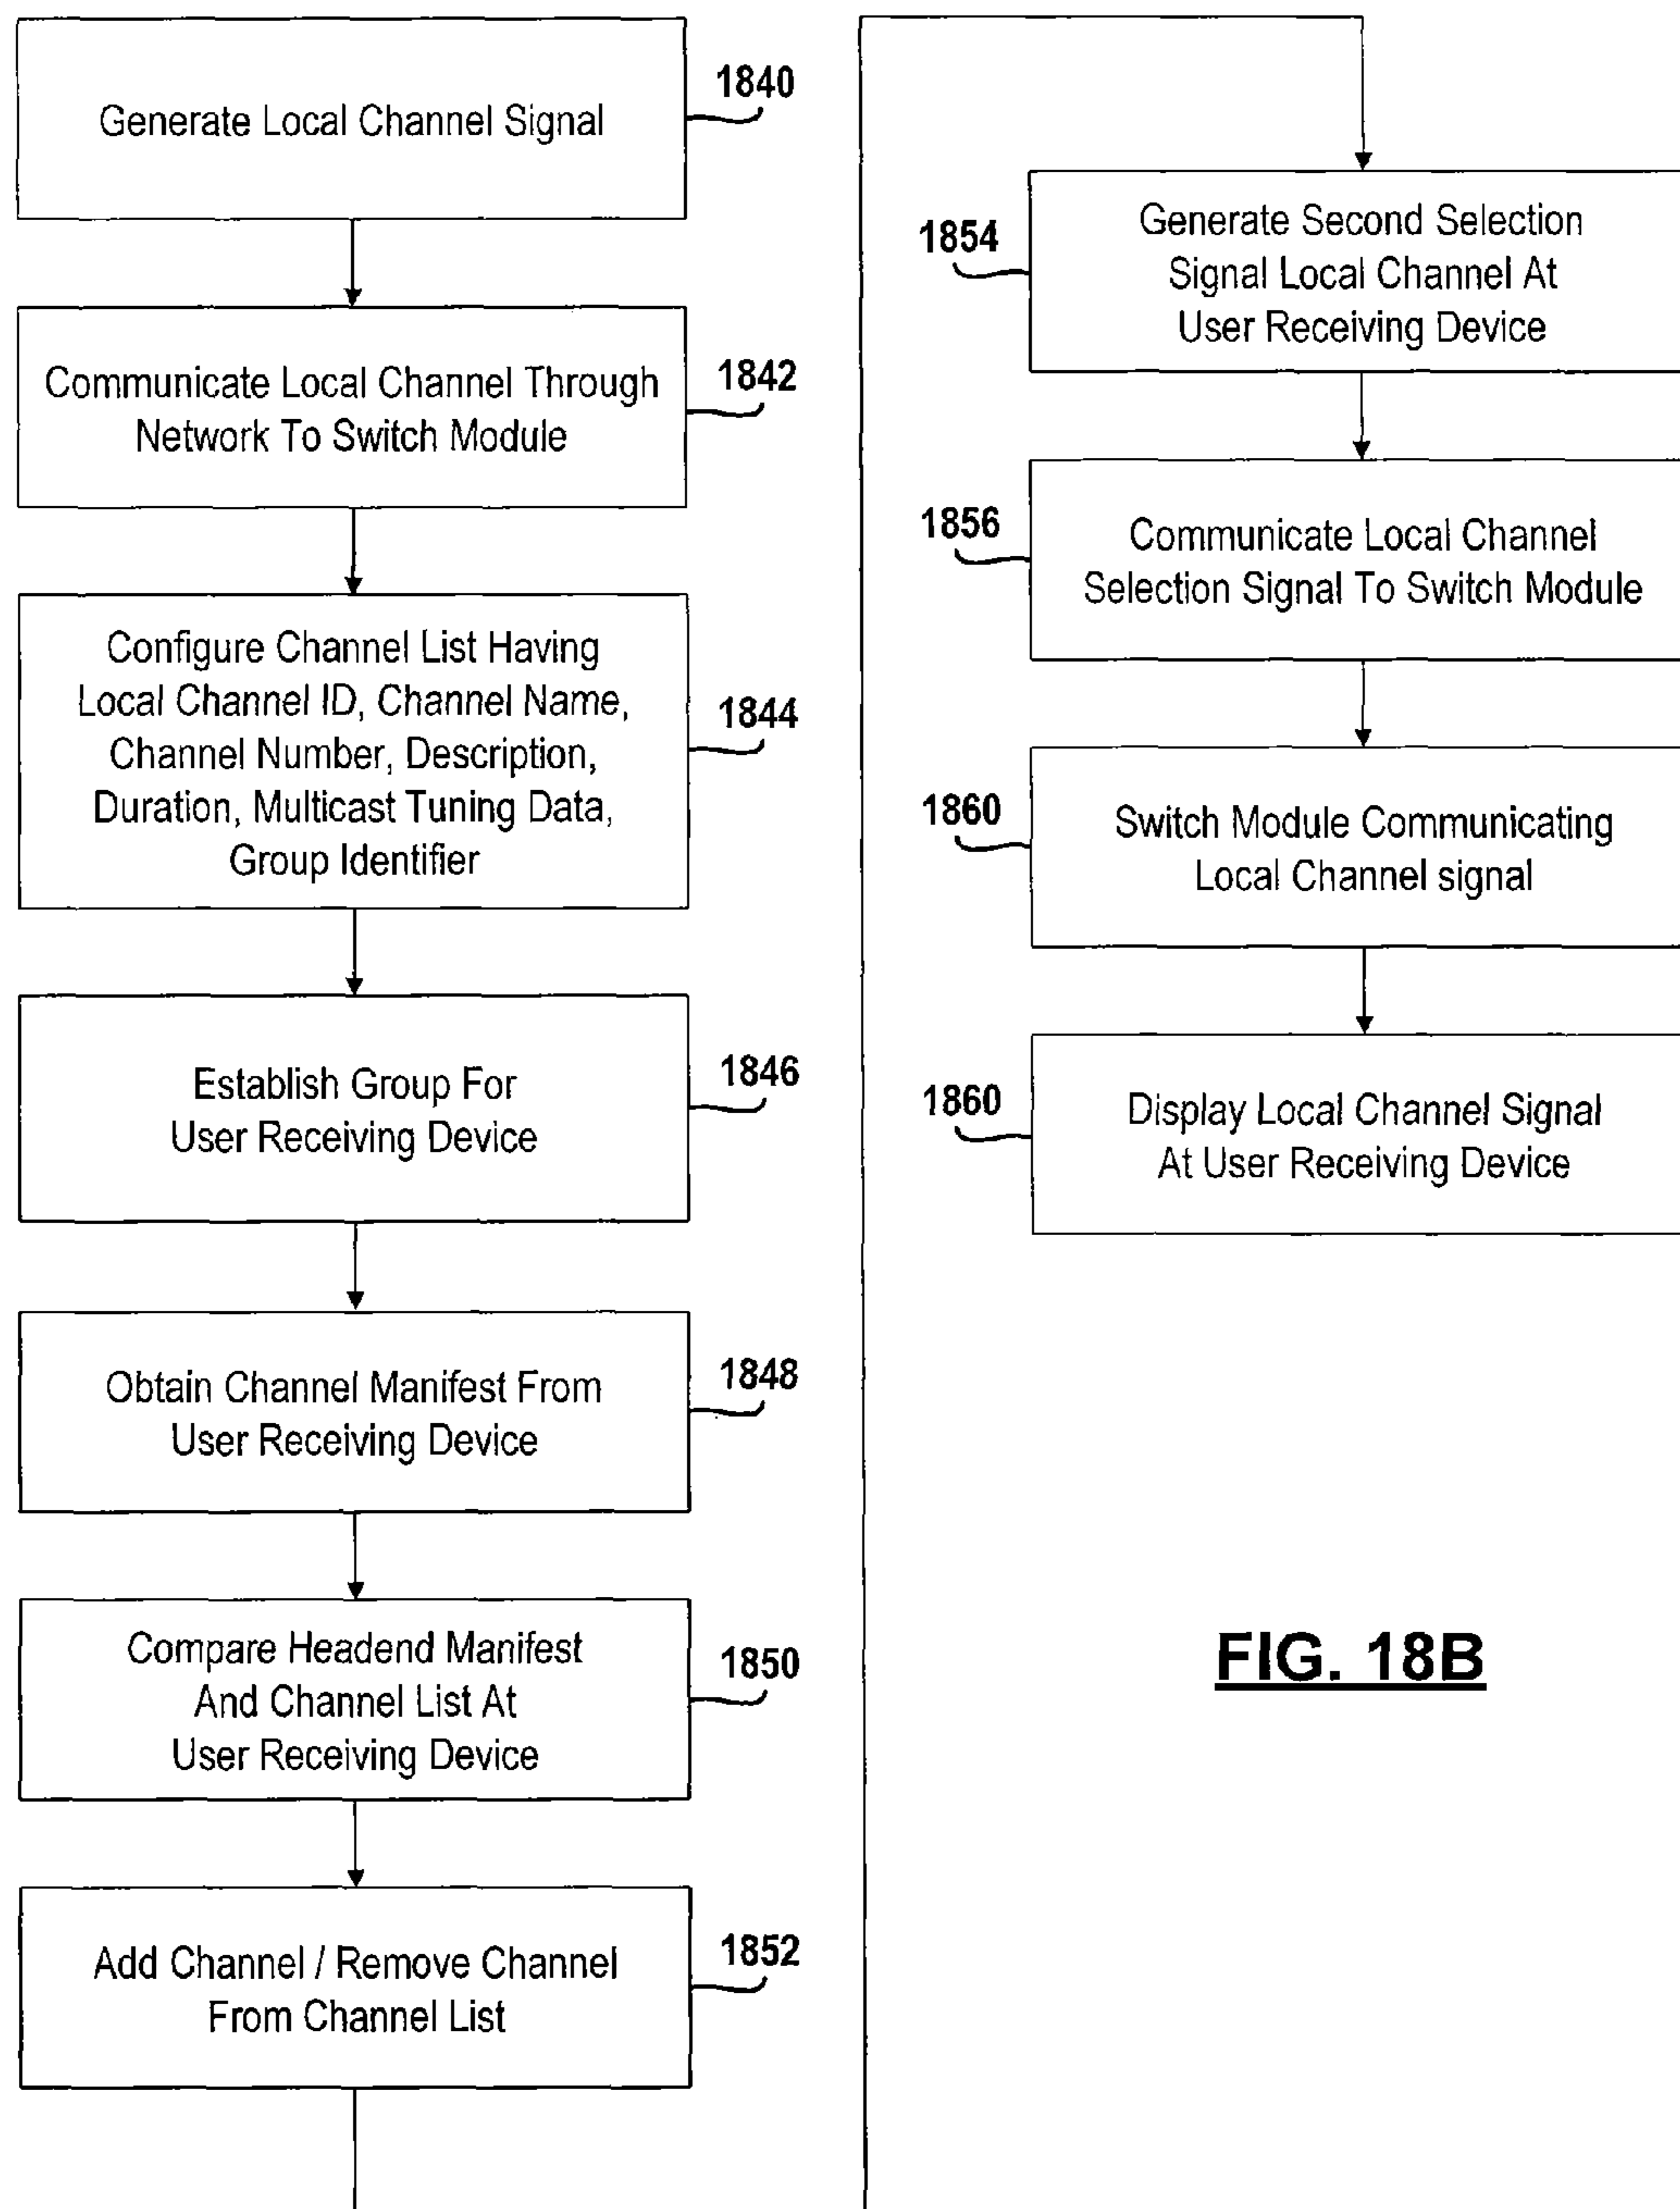 Generate Local Channel Signal
1840
Communicate Local Channel Through
Network To Switch Module
1842
Configure Channel List Having
Local Channel ID, Channel Name,
Channel Number, Description,
Duration, Multicast Tuning Data,
Group Identifier
1844
Establish Group For
User Receiving Device
1846
Obtain Channel Manifest From
User Receiving Device
1848
Compare Headend Manifest
And Channel List At
User Receiving Device
1850
Add Channel / Remove Channel
From Channel List
1852
Generate Second Selection
Signal Local Channel At
User Receiving Device
1854
Communicate Local Channel
Selection Signal To Switch Module
1856
Switch Module Communicating
Local Channel signal
1860
Display Local Channel Signal
At User Receiving Device
1860
FIG. 18B